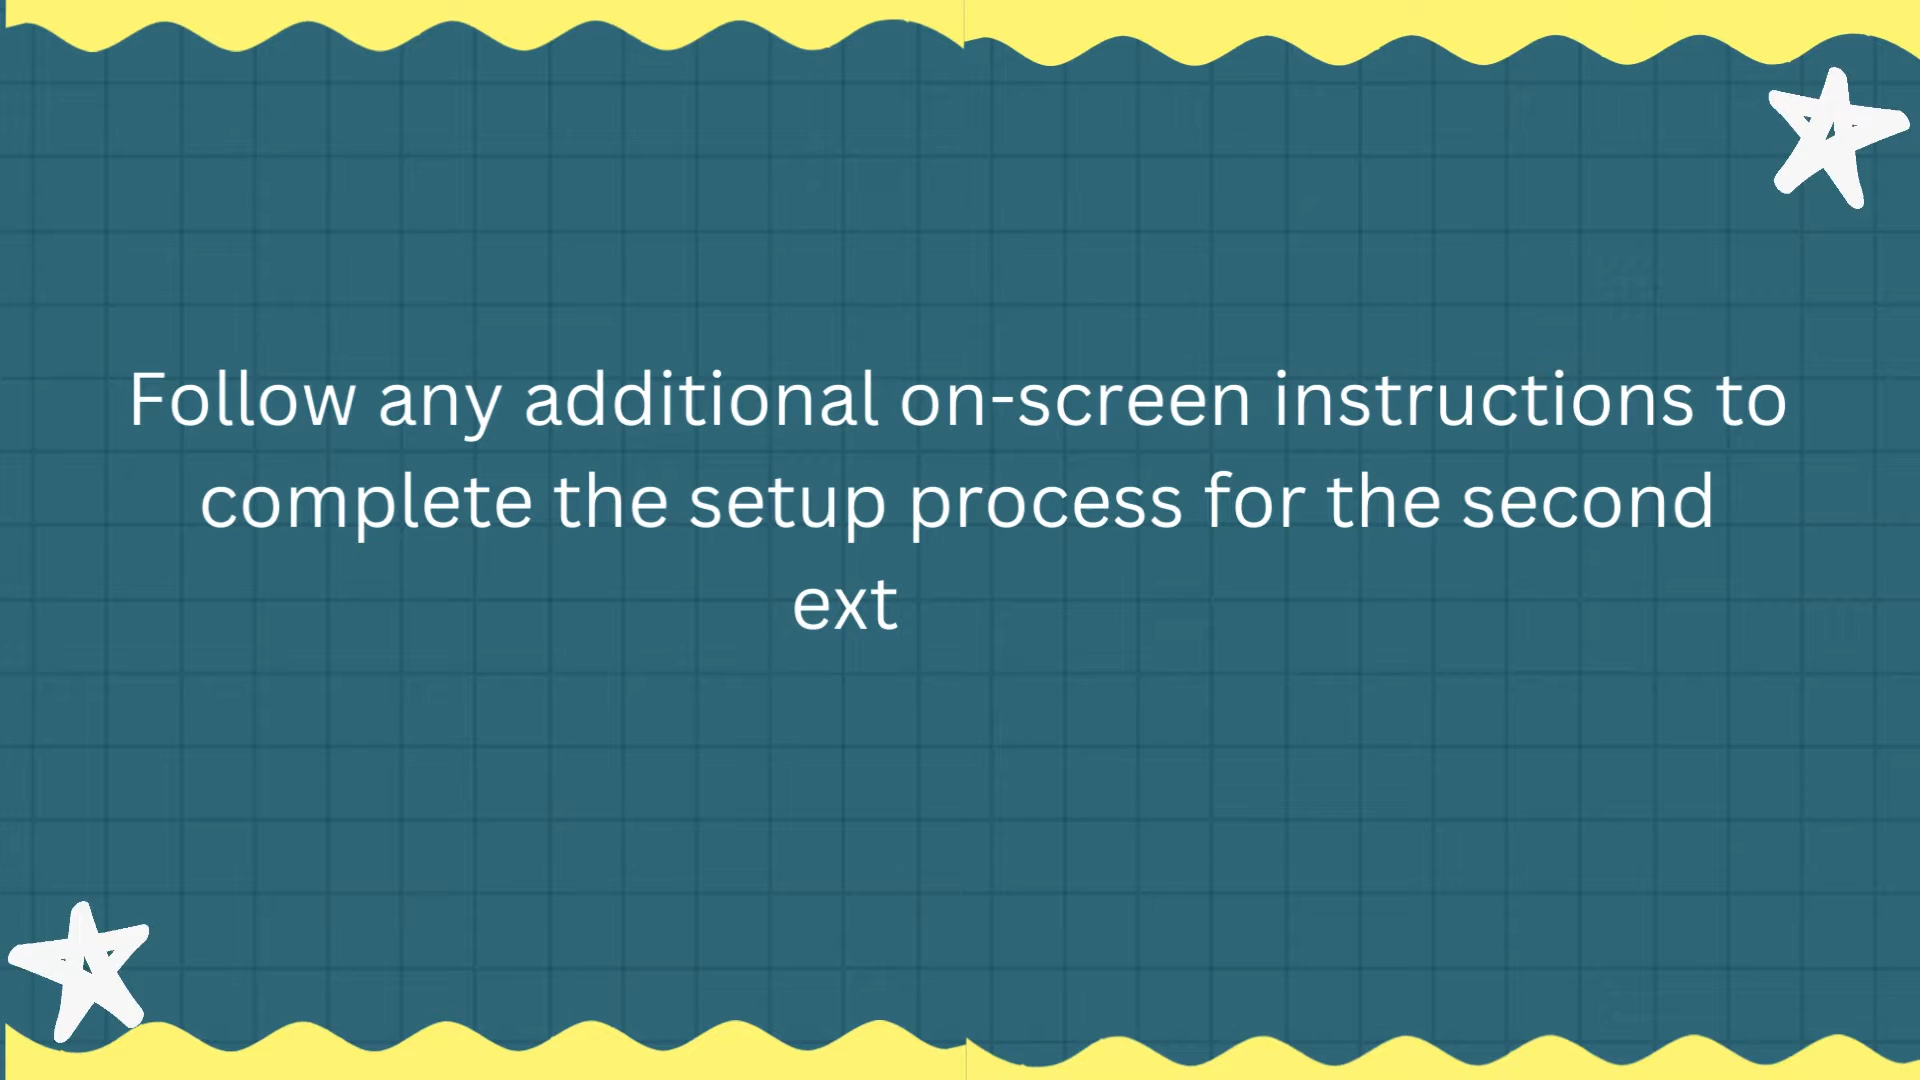 Follow any additional on-screen instructions to
complete the setup process for the second
ext